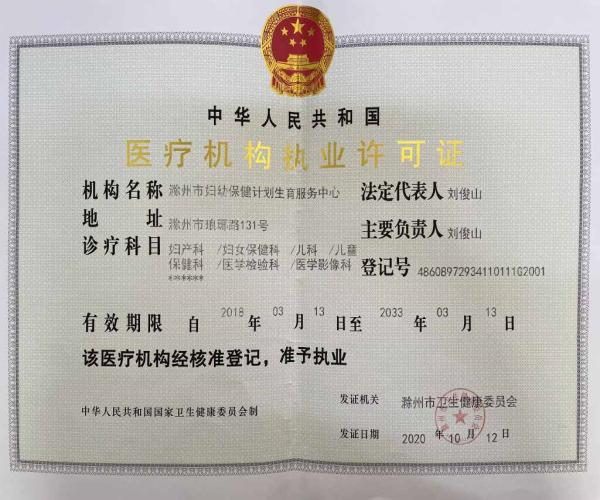 中华人民共和国
医疗机构执业许可证
机构名称 滁州市妇幼保健计划生育服务中心 法定代表人 刘俊山
地址 滁州市琅琊路131号 主要负责人 刘俊山
诊疗科目 妇产科 /妇女保健科 /儿科 /儿童
保健科 /医学检验科 /医学影像科 登记号 48608972934110111G2001
******
有效期限 自 2018 年 03 月 13 日至 2033 年 03 月 13 日
该医疗机构经核准登记，准予执业
发证机关 滁州市卫生健康委员会
中华人民共和国国家卫生健康委员会制
发证日期 2020 年 10 月 12 日